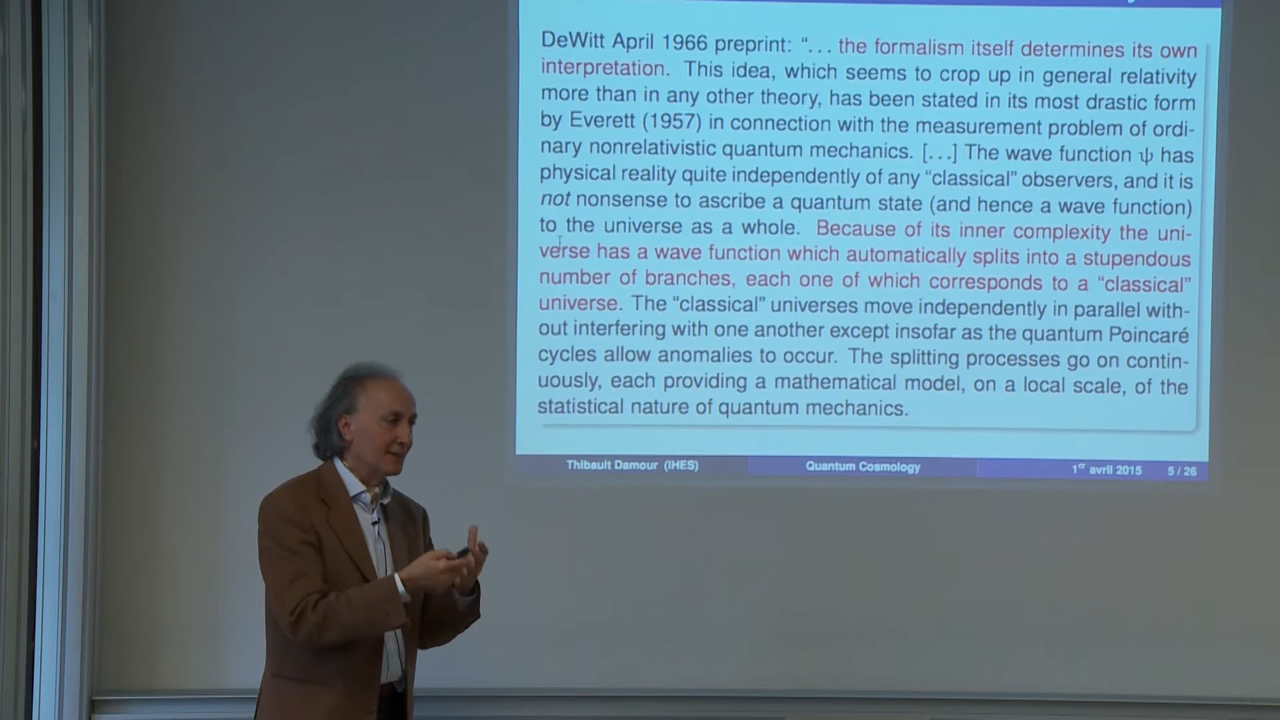 DeWitt April 1966 preprint: “... the formalism itself determines its own
interpretation. This idea, which seems to crop up in general relativity
more than in any other theory, has been stated in its most drastic form
by Everett (1957) in connection with the measurement problem of ordi-
nary nonrelativistic quantum mechanics. [...] The wave function ψ has
physical reality quite independently of any “classical” observers, and it is
not nonsense to ascribe a quantum state (and hence a wave function)
to the universe as a whole. Because of its inner complexity the uni-
verse has a wave function which automatically splits into a stupendous
number of branches, each one of which corresponds to a “classical”
universe. The “classical” universes move independently in parallel with-
out interfering with one another except insofar as the quantum Poincaré
cycles allow anomalies to occur. The splitting processes go on contin-
uously, each providing a mathematical model, on a local scale, of the
statistical nature of quantum mechanics.
Thibault Damour (IHES) Quantum Cosmology 1er avril 2015 5 / 26